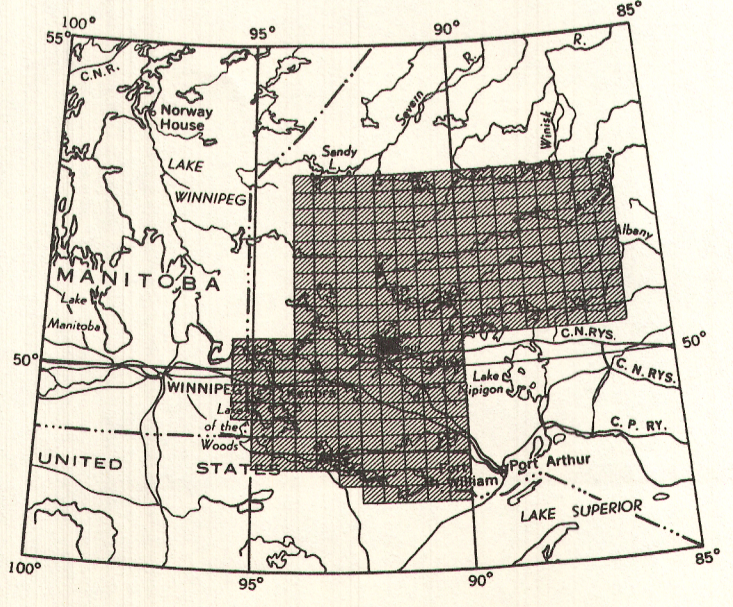 100°
95°
90°
85°
55°
C.N.R.
R.
R.
Norway
House
Severn
Winisk
Sandy
L.
LAKE
WINNIPEG
Albany
MANITOBA
Lake
Manitoba
C.N.RYS.
50°
50°
C.N.RYS.
WINNIPEG
Kenora
Lake
Nipigon
Lake
of the
Woods
C.P. RY.
UNITED STATES
Fort
William
Port Arthur
LAKE SUPERIOR
100°
95°
90°
85°